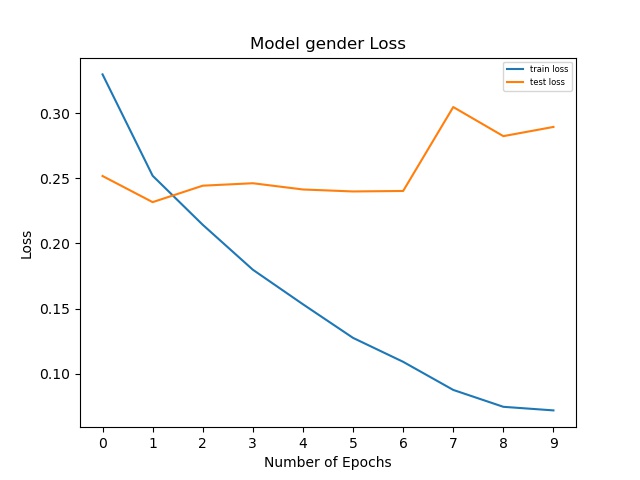 Model gender Loss
train loss
test loss
0.30
0.25
0.20
0.15
0.10
Loss
0 1 2 3 4 5 6 7 8 9
Number of Epochs